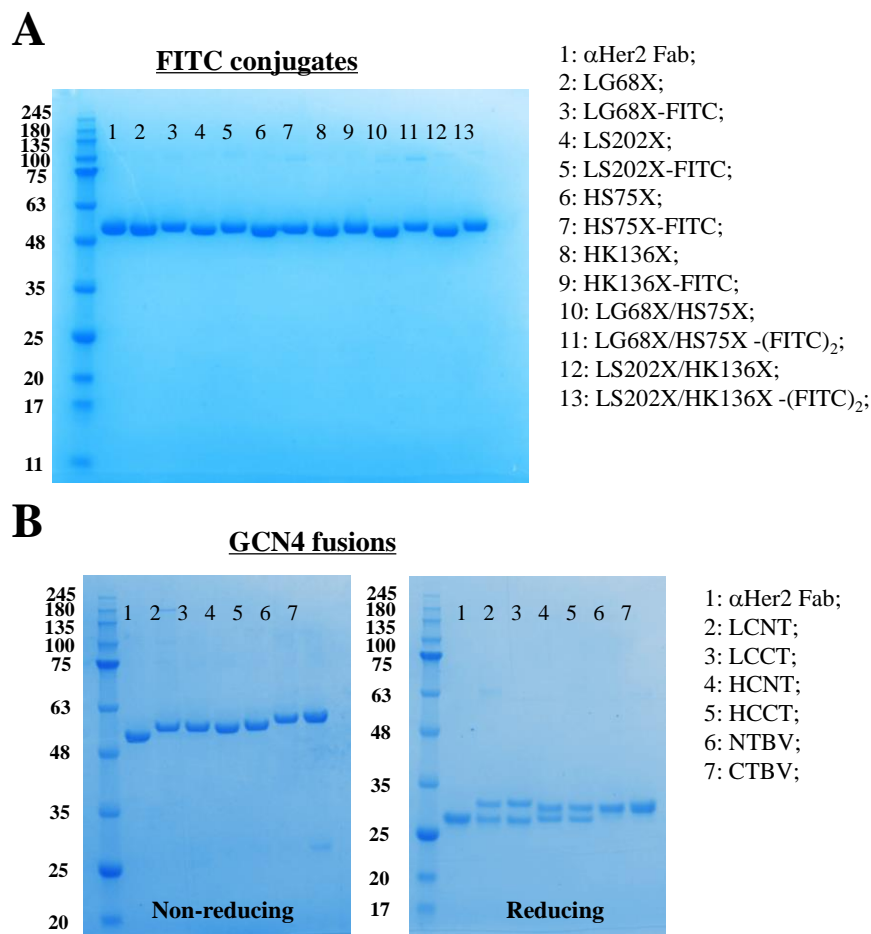 A
FITC conjugates
245
180
135
100
75
63
48
35
25
20
17
11
1 2 3 4 5 6 7 8 9 10 11 12 13
1: αHer2 Fab;
2: LG68X;
3: LG68X-FITC;
4: LS202X;
5: LS202X-FITC;
6: HS75X;
7: HS75X-FITC;
8: HK136X;
9: HK136X-FITC;
10: LG68X/HS75X;
11: LG68X/HS75X -(FITC)₂;
12: LS202X/HK136X;
13: LS202X/HK136X -(FITC)₂;
B
GCN4 fusions
245
180
135
100
75
63
48
35
25
20
1 2 3 4 5 6 7
Non-reducing
245
180
135
100
75
63
48
35
25
20
17
1 2 3 4 5 6 7
Reducing
1: αHer2 Fab;
2: LCNT;
3: LCCT;
4: HCNT;
5: HCCT;
6: NTBV;
7: CTBV;